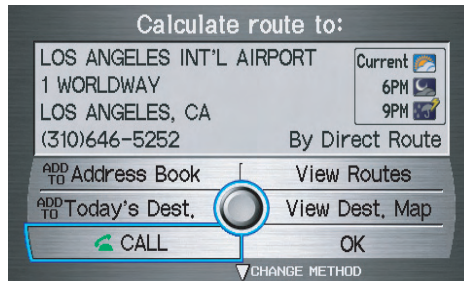 Calculate route to:
LOS ANGELES INT'L AIRPORT
1 WORLDWAY
LOS ANGELES, CA
(310)646-5252
Current
6PM
9PM
By Direct Route
ADD TO Address Book
View Routes
ADD TO Today's Dest.
View Dest. Map
CALL
OK
CHANGE METHOD